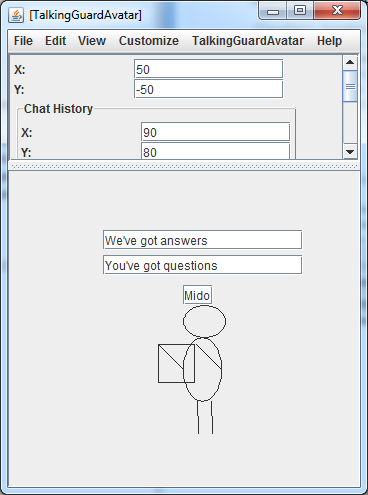 [TalkingGuardAvatar]
File Edit View Customize TalkingGuardAvatar Help
X: 50
Y: -50
Chat History
X: 90
Y: 80
We've got answers
You've got questions
Mido